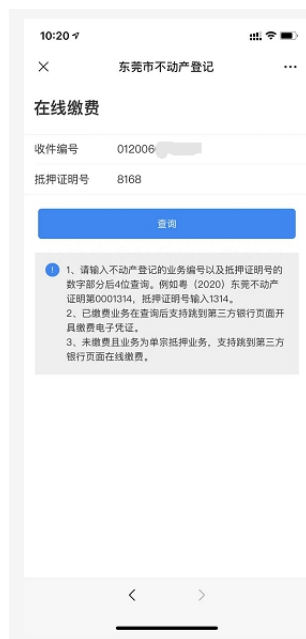 10:20
东莞市不动产登记
在线缴费
收件编号 012006
抵押证明号 8168
查询
1、请输入不动产登记的业务编号以及抵押证明号的
数字部分后4位查询。例如粤（2020）东莞不动产
证明第0001314，抵押证明号输入1314。
2、已缴费业务在查询后支持跳到第三方银行页面开
具缴费电子凭证。
3、未缴费且业务为单宗抵押业务，支持跳到第三方
银行页面在线缴费。